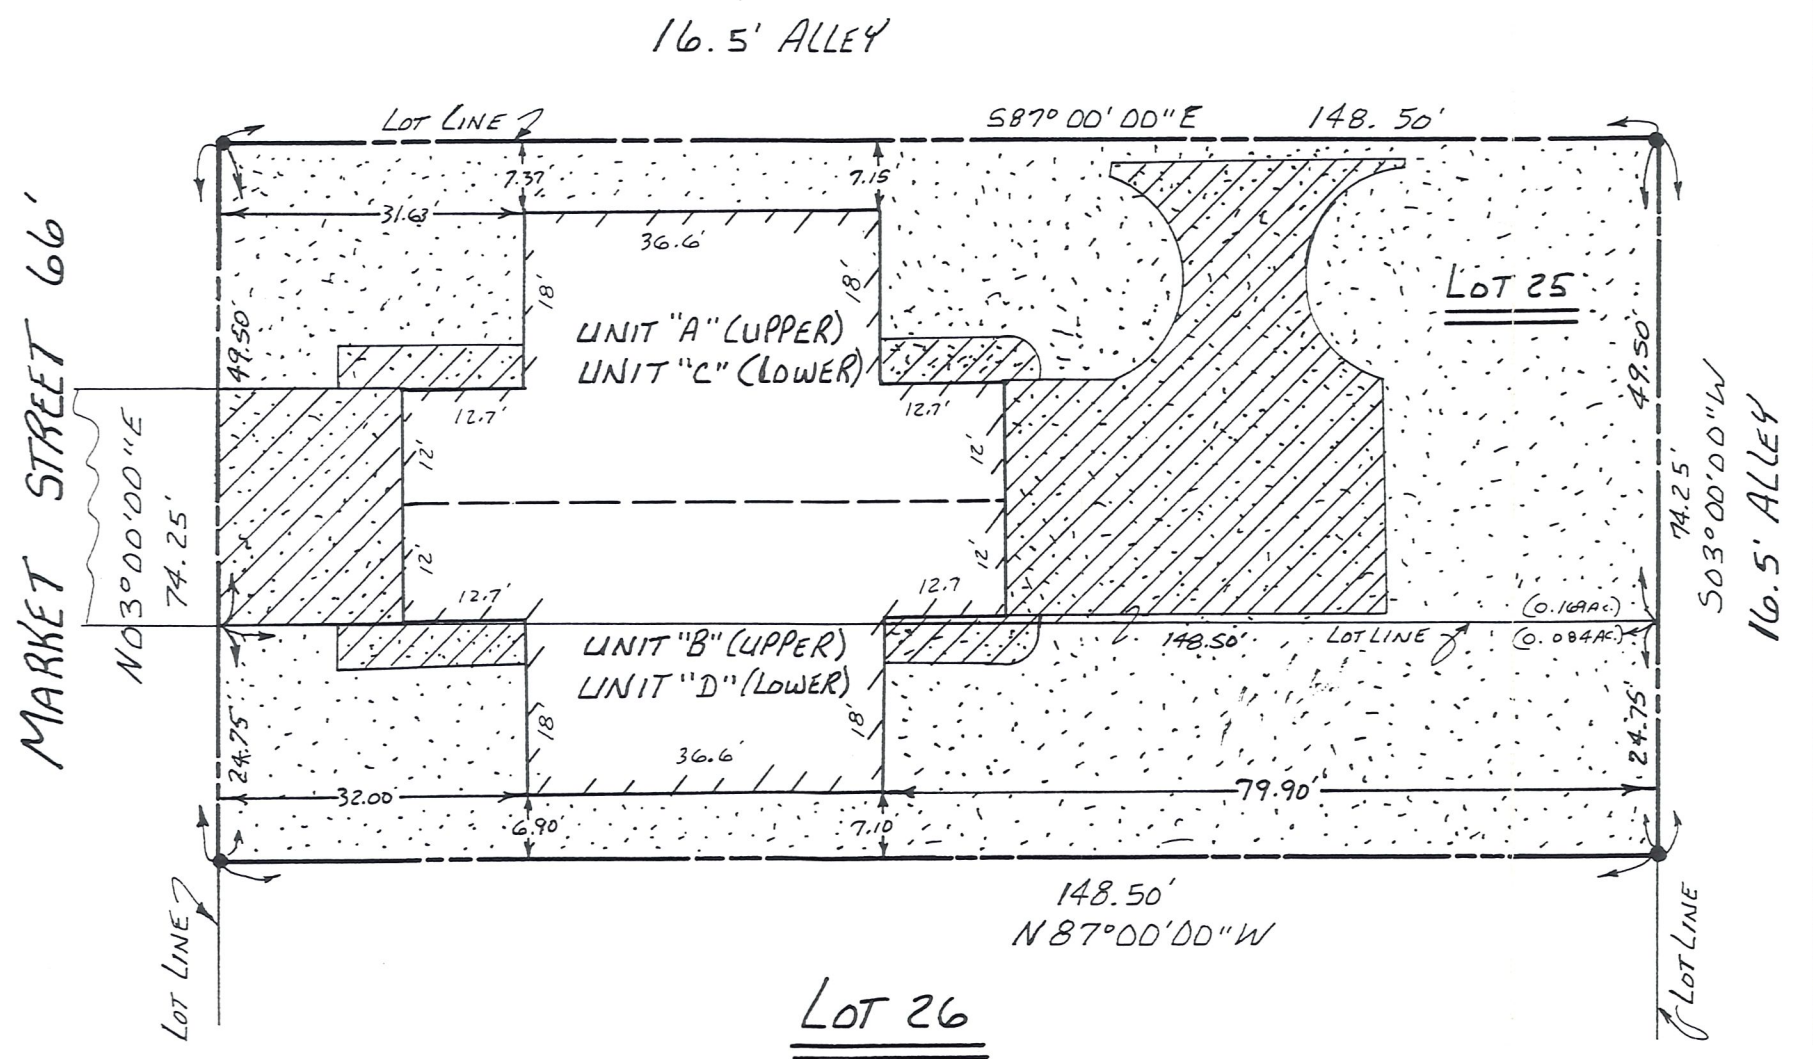 16.5' ALLEY
LOT LINE
S87°00'00"E 148.50'
7.37'
7.15'
31.63'
36.6'
18'
18'
LOT 25
49.50'
49.50'
UNIT "A" (UPPER)
UNIT "C" (LOWER)
12.7'
12.7'
MARKET STREET 66'
N03°00'00"E
74.25'
12'
12'
12'
12'
74.25'
S03°00'00"W
16.5' ALLEY
12.7'
12.7
(0.169AC.)
148.50'
LOT LINE
(0.084AC.)
UNIT "B" (UPPER)
UNIT "D" (LOWER)
18'
18'
24.75'
24.75'
36.6'
32.00'
79.90'
6.90'
7.10
148.50'
N87°00'00"W
LOT LINE
LOT LINE
LOT 26